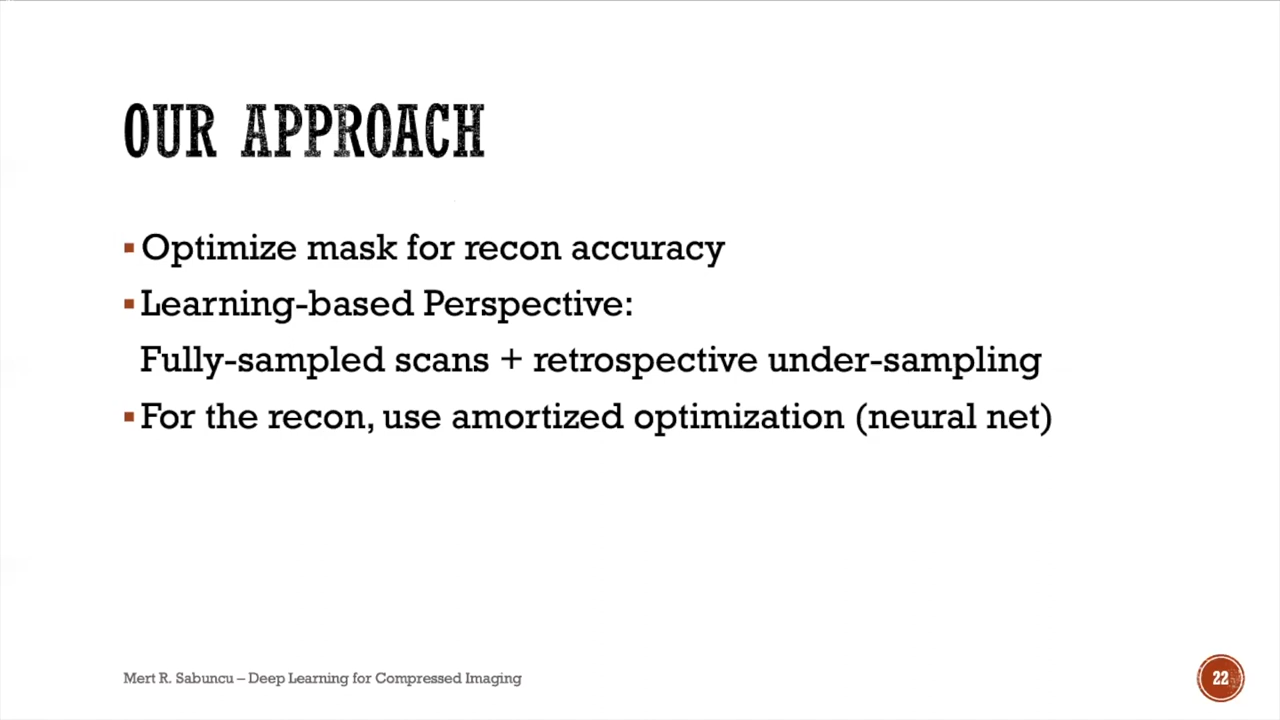 OUR APPROACH
▪ Optimize mask for recon accuracy
▪ Learning-based Perspective:
Fully-sampled scans + retrospective under-sampling
▪ For the recon, use amortized optimization (neural net)
Mert R. Sabuncu – Deep Learning for Compressed Imaging
22